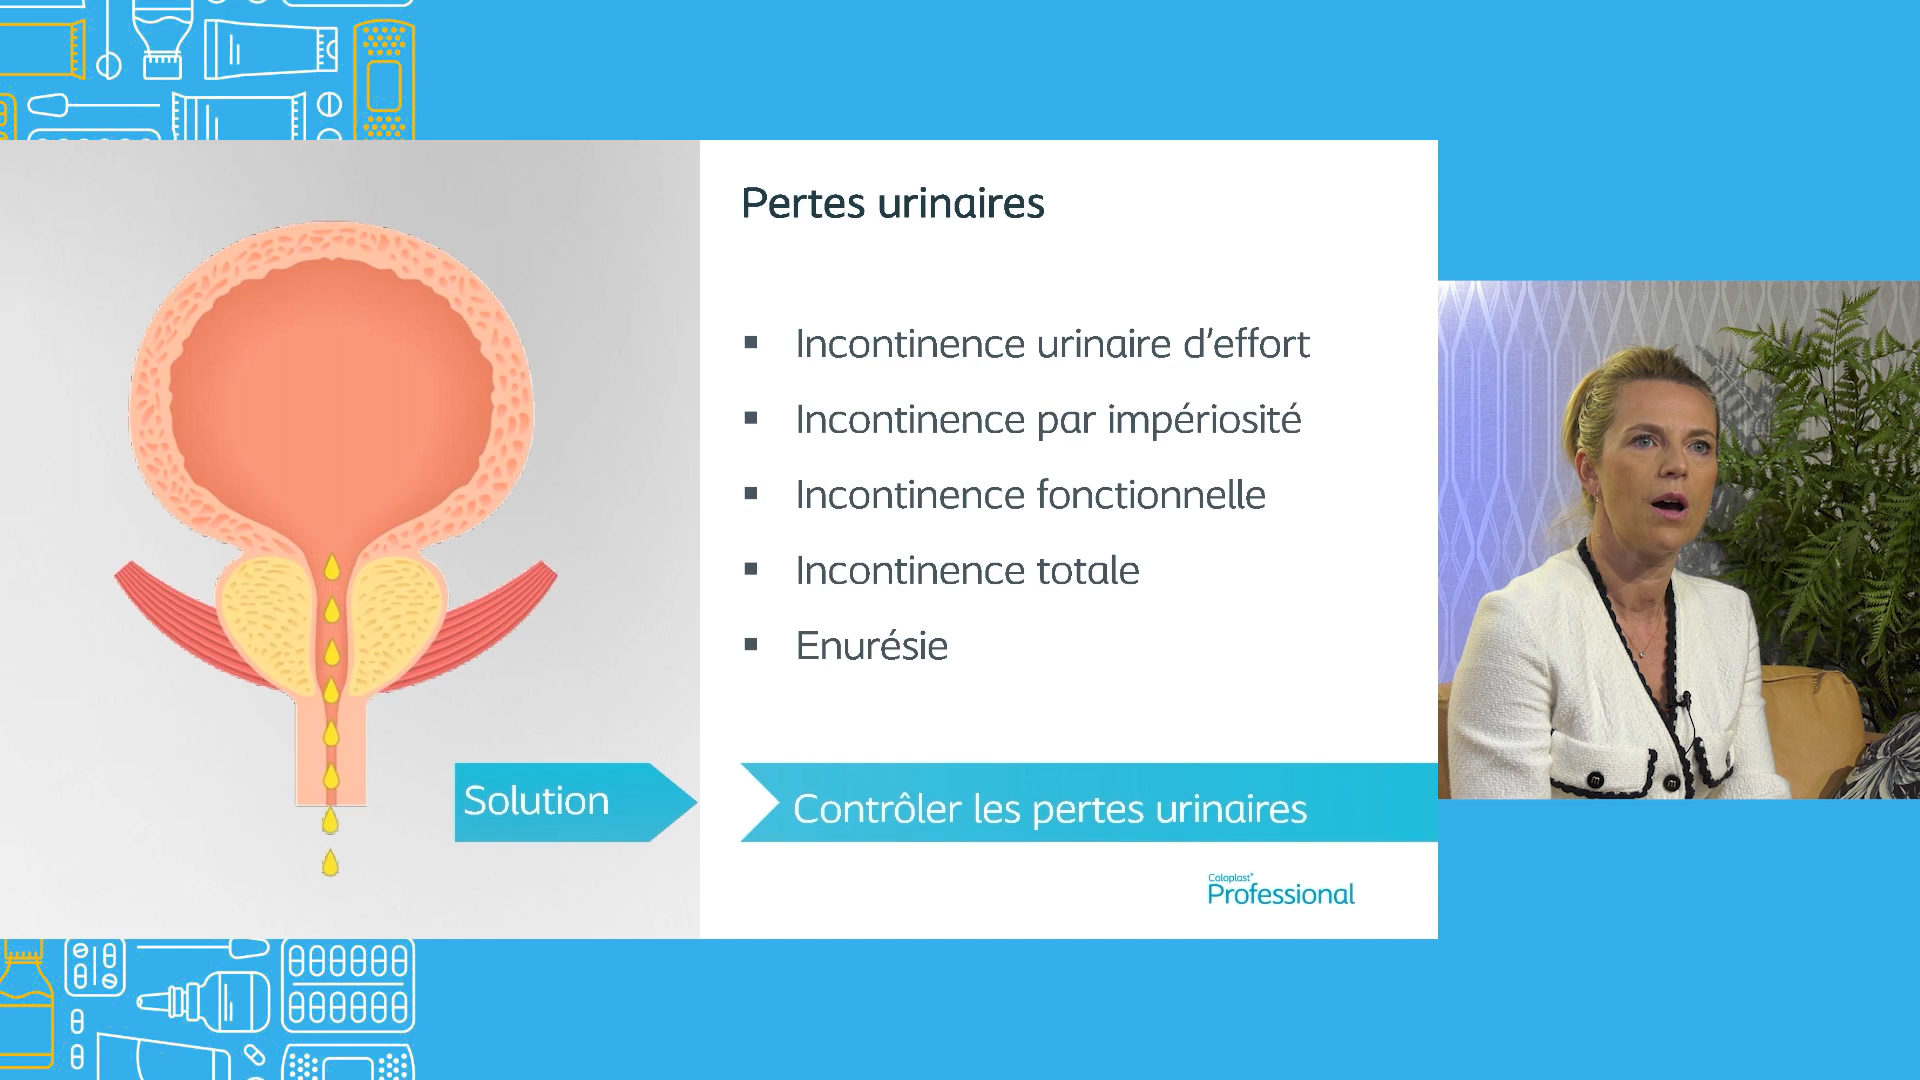 Pertes urinaires
Incontinence urinaire d'effort
Incontinence par impériosité
Incontinence fonctionnelle
Incontinence totale
Enurésie
Solution
Contrôler les pertes urinaires
Coloplast
Professional